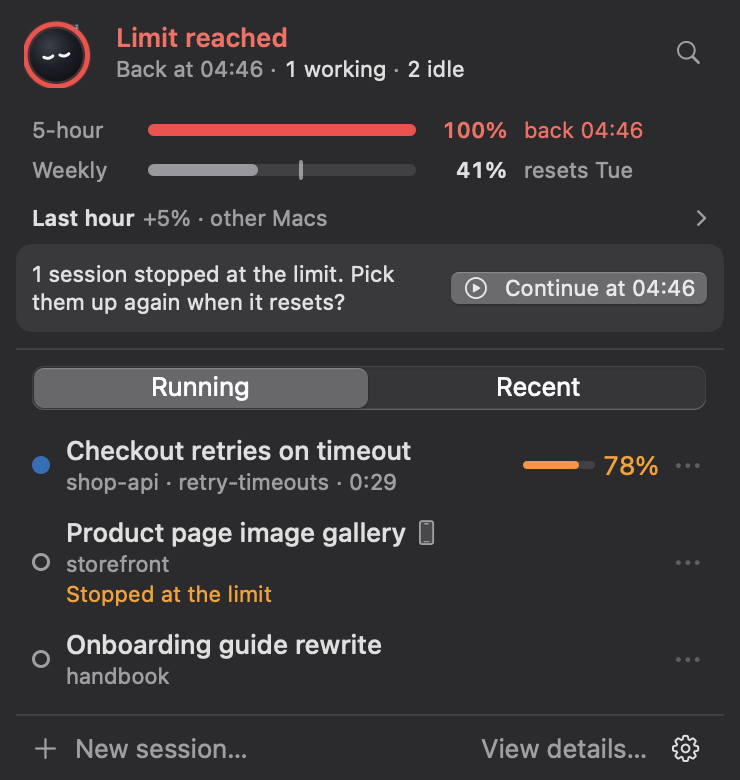 Limit reached
Back at 04:46 · 1 working · 2 idle
5-hour 100% back 04:46
Weekly 41% resets Tue
Last hour +5% · other Macs
1 session stopped at the limit. Pick
them up again when it resets?
Continue at 04:46
Running Recent
Checkout retries on timeout
78%
shop-api · retry-timeouts · 0:29
Product page image gallery
storefront
Stopped at the limit
Onboarding guide rewrite
handbook
New session... View details...